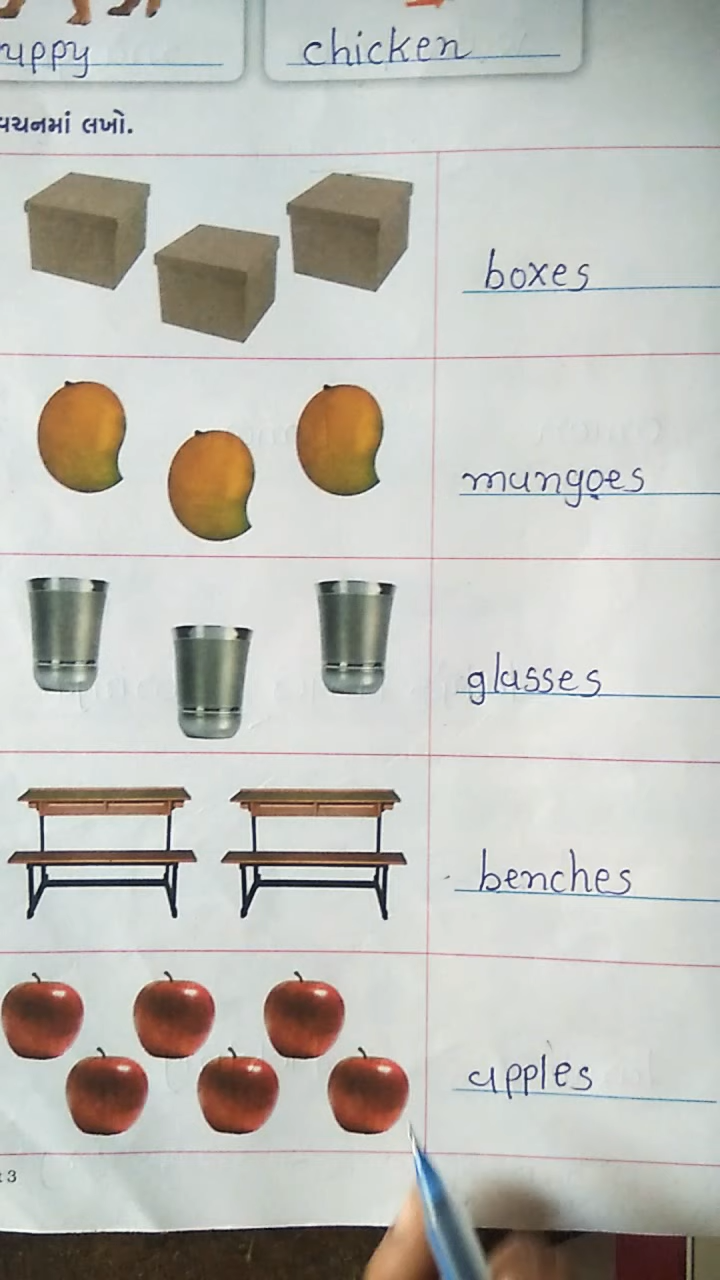 uppy
chicken
વચનમાં લખો.
boxes
mangoes
glasses
benches
apples
3